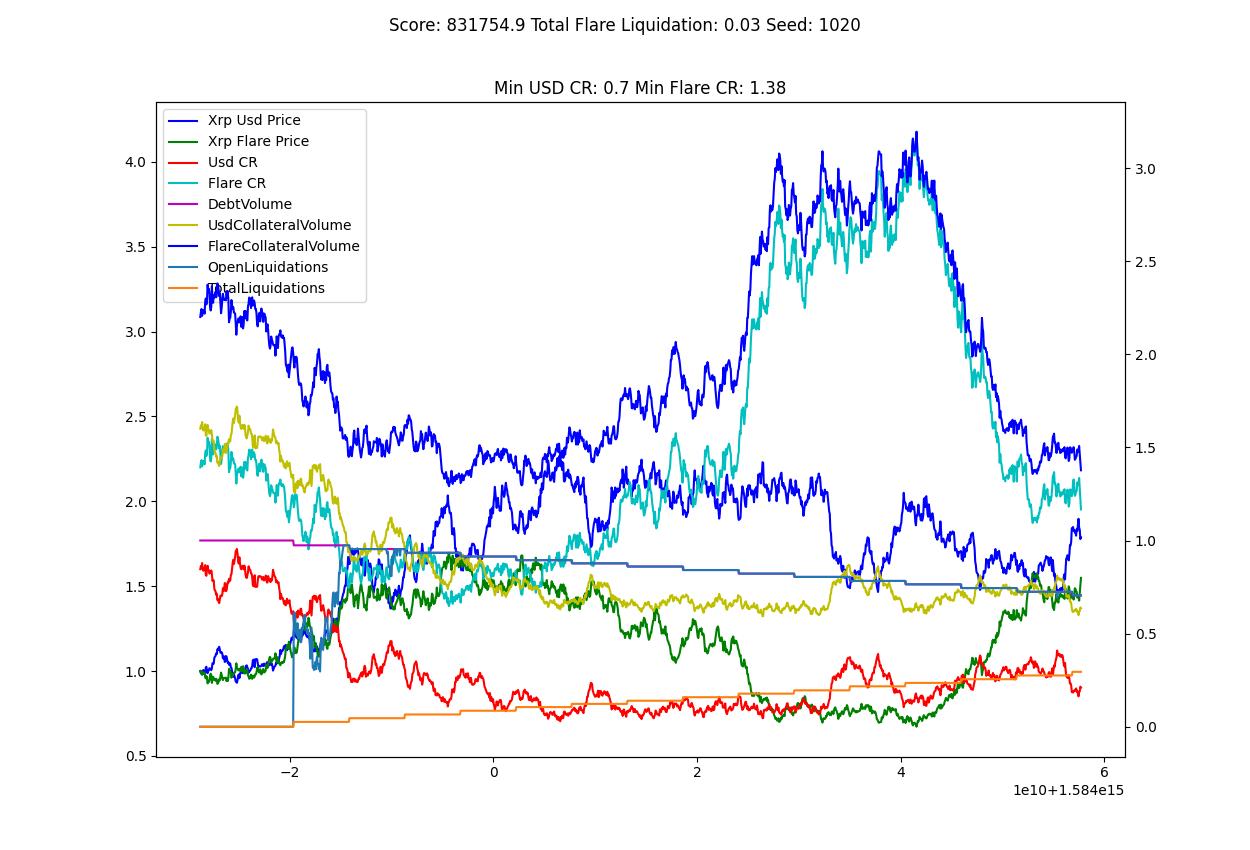 Score: 831754.9 Total Flare Liquidation: 0.03 Seed: 1020
Min USD CR: 0.7 Min Flare CR: 1.38
Xrp Usd Price
Xrp Flare Price
Usd CR
Flare CR
DebtVolume
UsdCollateralVolume
FlareCollateralVolume
OpenLiquidations
TotalLiquidations
4.0
3.5
3.0
2.5
2.0
1.5
1.0
0.5
3.0
2.5
2.0
1.5
1.0
0.5
0.0
−2 0 2 4 6
1e10+1.584e15